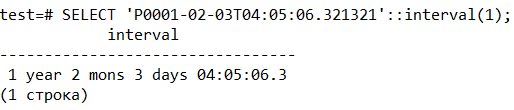 test=# SELECT 'P0001-02-03T04:05:06.321321'::interval(1);
interval
---------------------------------
1 year 2 mons 3 days 04:05:06.3
(1 строка)